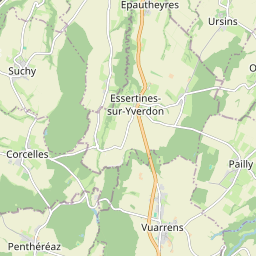 Epautheyres
Ursins
Suchy
Essertines-
sur-Yverdon
Corcelles
Pailly
Vuarrens
Penthéréaz